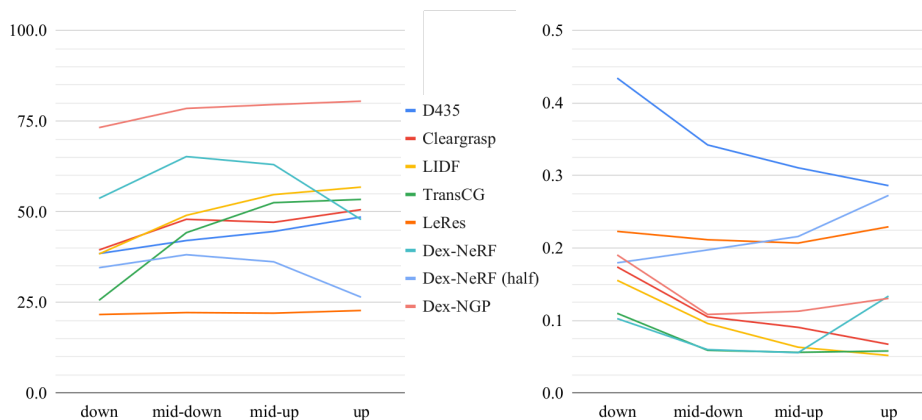 100.0
75.0
50.0
25.0
0.0
down
mid-down
mid-up
up
D435
Cleargrasp
LIDF
TransCG
LeRes
Dex-NeRF
Dex-NeRF (half)
Dex-NGP
0.5
0.4
0.3
0.2
0.1
0.0
down
mid-down
mid-up
up